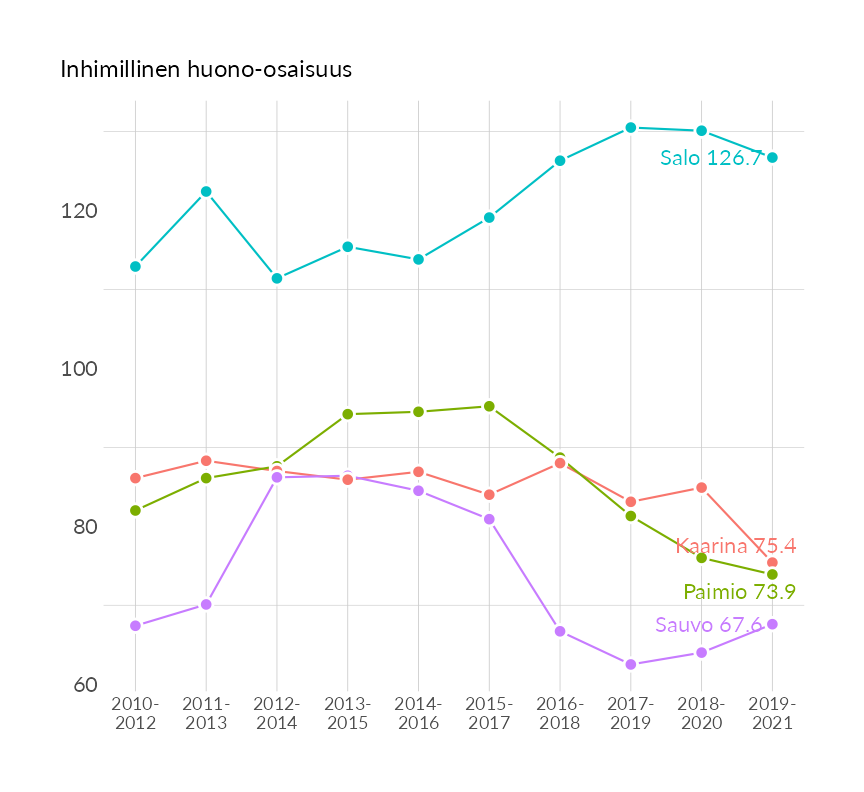 Inhimillinen huono-osaisuus
Salo 126.7
120
100
Kaarina 75.4
80
Paimio 73.9
Sauvo 67.6
60
2010- 2011- 2012- 2013- 2014- 2015- 2016- 2017- 2018- 2019-
2012 2013 2014 2015 2016 2017 2018 2019 2020 2021